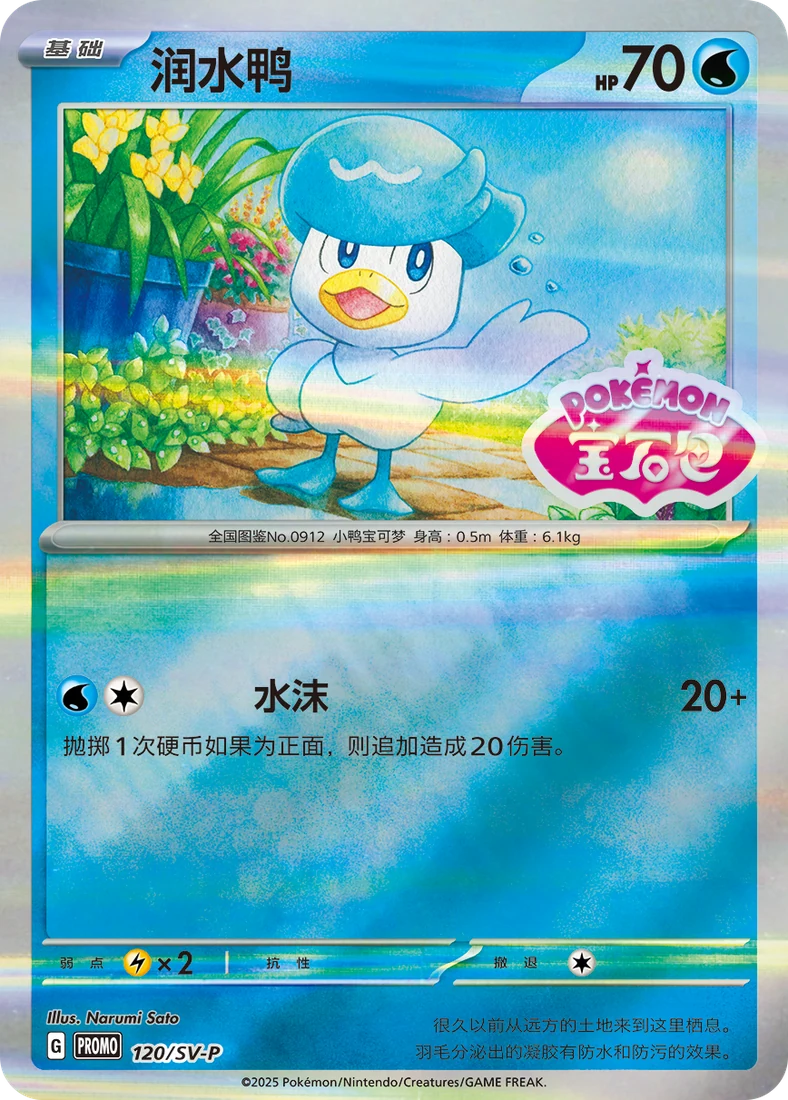 基础
润水鸭
HP70
POKÉMON
宝石包
全国图鉴No.0912 小鸭宝可梦 身高：0.5m 体重：6.1kg
水沫 20+
抛掷1次硬币如果为正面，则追加造成20伤害。
弱点 ×2 抗性 撤退
Illus. Narumi Sato
G PROMO 120/SV-P
很久以前从远方的土地来到这里栖息。
羽毛分泌出的凝胶有防水和防污的效果。
©2025 Pokémon/Nintendo/Creatures/GAME FREAK.